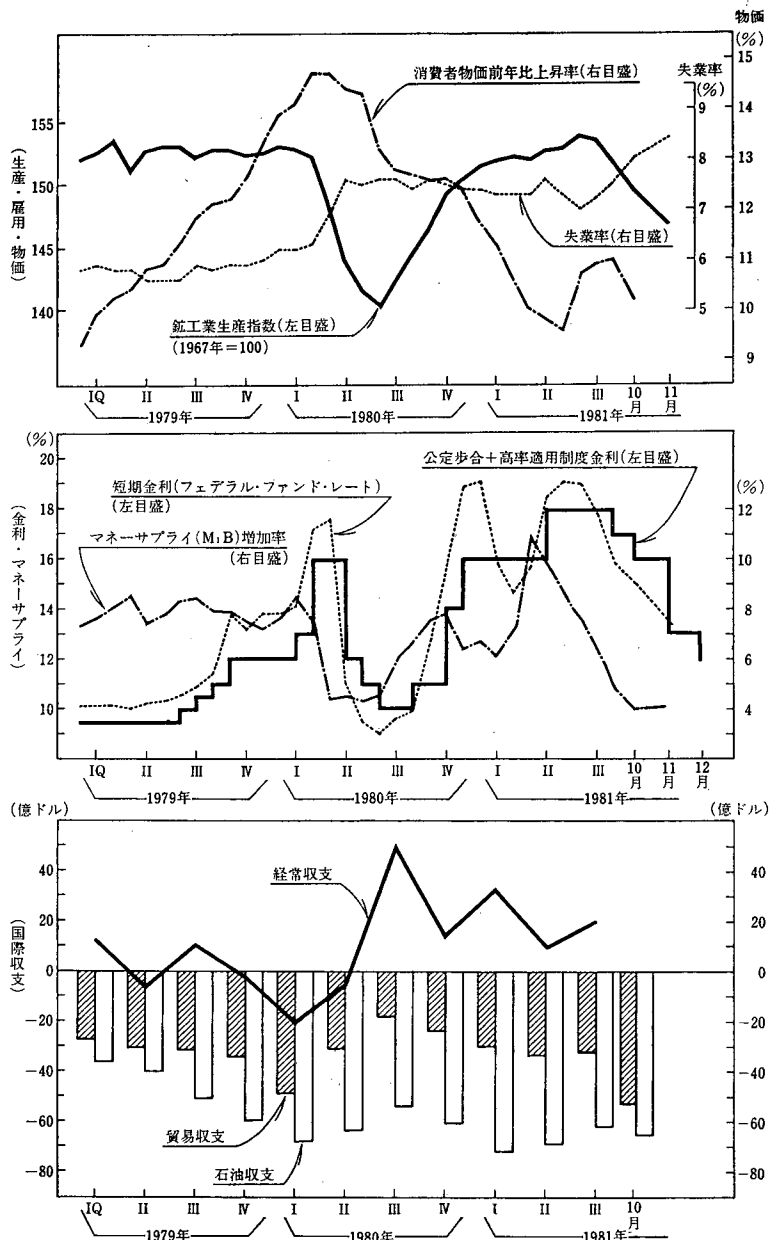 物価
(%)
失業率
(%)
消費者物価前年比上昇率(右目盛)
15
14
13
12
11
10
9
9
8
7
6
5
155
150
145
140
(生産・雇用・物価)
失業率(右目盛)
鉱工業生産指数(左目盛)
(1967年=100)
IQ II III IV I II III IV I II III 10月 11月
1979年 1980年 1981年
(%)
20
18
16
14
12
10
(金利・マネーサプライ)
公定歩合+高率適用制度金利(左目盛)
短期金利(フェデラル・ファンド・レート)
(左目盛)
マネーサプライ(M₁B)増加率
(右目盛)
(%)
12
10
8
6
4
IQ II III IV I II III IV I II III 10月 11月 12月
1979年 1980年 1981年
(億ドル) (億ドル)
40
20
0
-20
-40
-60
-80
(国際収支)
経常収支
貿易収支
石油収支
40
20
0
-20
-40
-60
-80
IQ II III IV I II III IV I II III 10月
1979年 1980年 1981年